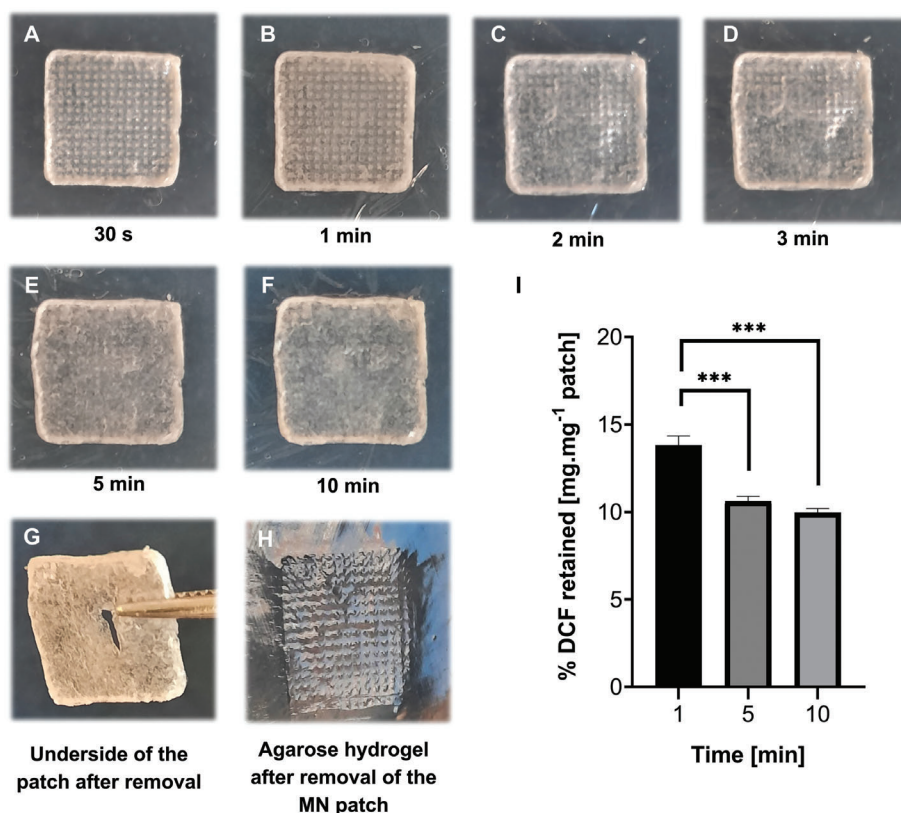 A
B
C
D
30 s
1 min
2 min
3 min
E
F
5 min
10 min
G
H
Underside of the
patch after removal
Agarose hydrogel
after removal of the
MN patch
I
% DCF retained [mg.mg⁻¹ patch]
20
15
10
5
0
***
***
1
5
10
Time [min]